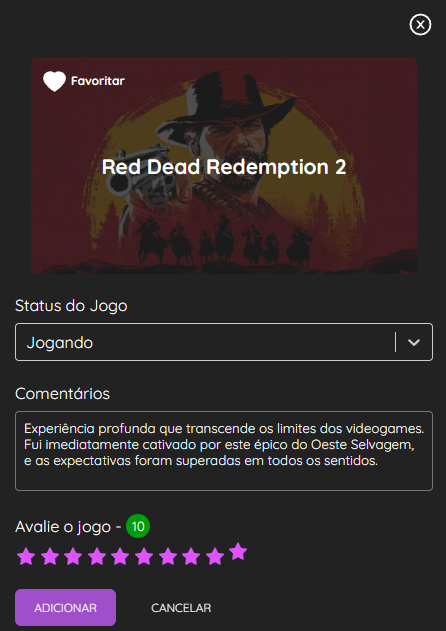 Favoritar
Red Dead Redemption 2
Status do Jogo
Jogando
Comentários
Experiência profunda que transcende os limites dos videogames.
Fui imediatamente cativado por este épico do Oeste Selvagem,
e as expectativas foram superadas em todos os sentidos.
Avalie o jogo - 10
ADICIONAR CANCELAR